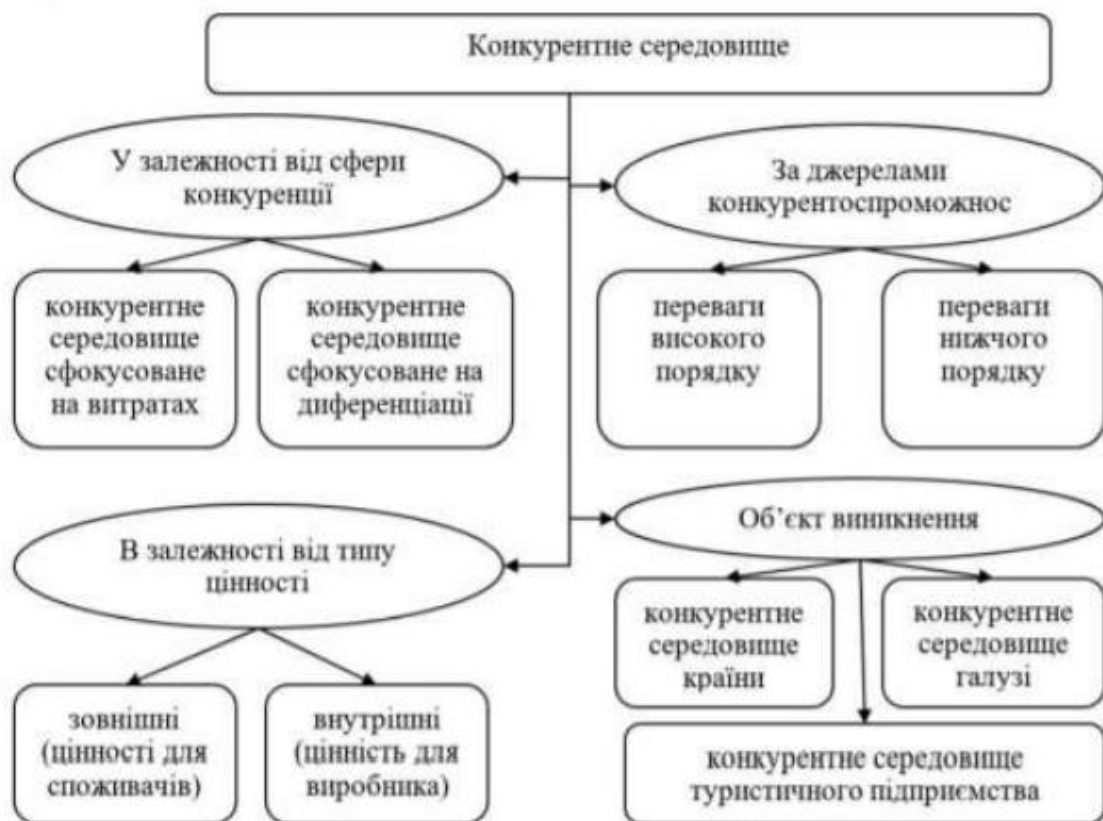 Конкурентне середовище
У залежності від сфери
конкуренції
За джерелами
конкурентоспроможнос
конкурентне
середовище
сфокусоване
на витратах
конкурентне
середовище
сфокусоване на
диференціації
переваги
високого
порядку
переваги
нижчого
порядку
В залежності від типу
цінності
Об’єкт виникнення
зовнішні
(цінності для
споживачів)
внутрішні
(цінність для
виробника)
конкурентне
середовище
країни
конкурентне
середовище
галузі
конкурентне середовище
туристичного підприємства